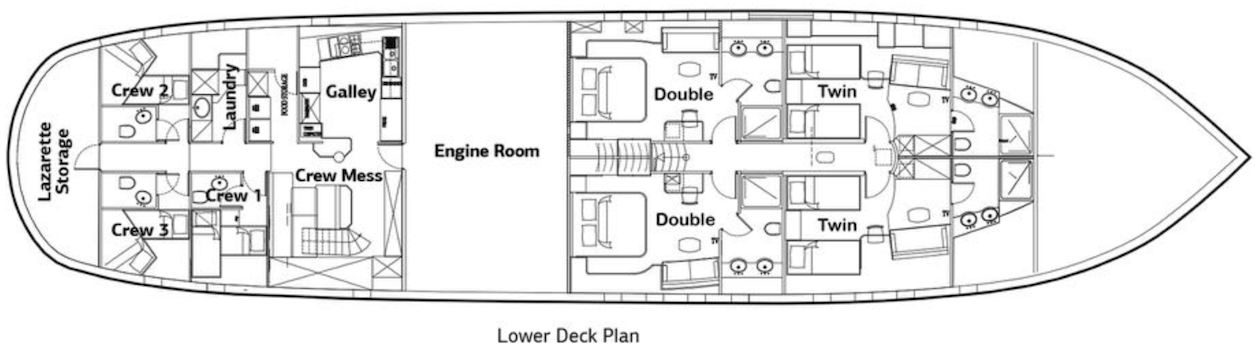 Lazarette
Storage
Crew 2
Laundry
FOOD STORAGE
Galley
Crew 1
Crew Mess
Crew 3
Engine Room
Double
TV
Double
TV
Twin
TV
Twin
TV
Lower Deck Plan